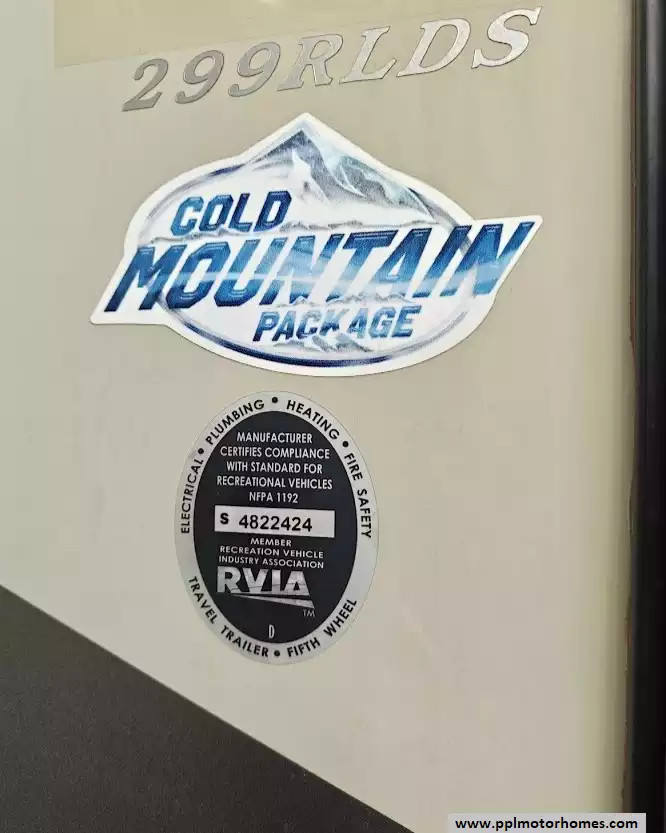 299RLDS
COLD
MOUNTAIN
PACKAGE
ELECTRICAL • PLUMBING • HEATING • FIRE SAFETY
MANUFACTURER
CERTIFIES COMPLIANCE
WITH STANDARD FOR
RECREATIONAL VEHICLES
NFPA 1192
S 4822424
MEMBER
RECREATION VEHICLE
INDUSTRY ASSOCIATION
RVIA
TM
D
TRAVEL TRAILER • FIFTH WHEEL
www.pplmotorhomes.com